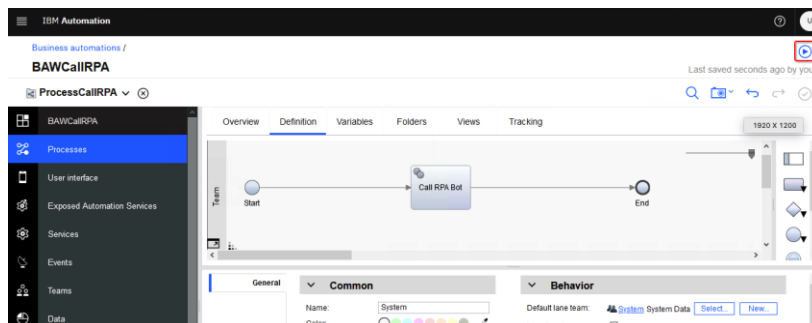 IBM Automation
Business automations /
BAWCallRPA
Last saved seconds ago by you
ProcessCallRPA
BAWCallRPA
Overview Definition Variables Folders Views Tracking
1920 X 1200
Processes
User interface
Exposed Automation Services
Services
Events
Teams
Data
Team
Start
Call RPA Bot
End
General
Common
Behavior
Name: System
Default lane team: System System Data Select... New...
Color: